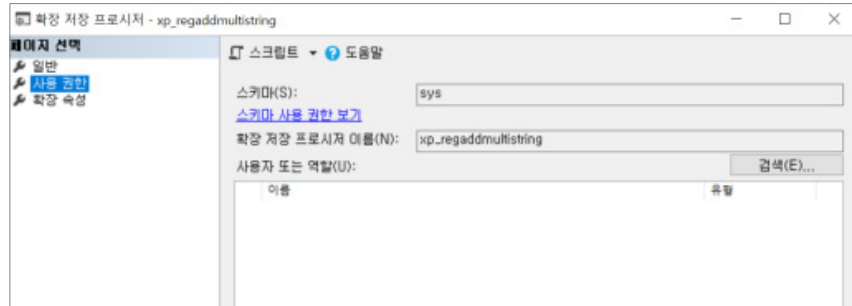 확장 저장 프로시저 - xp_regaddmultistring
페이지 선택
일반
사용 권한
확장 속성
스크립트 도움말
스키마(S): sys
스키마 사용 권한 보기
확장 저장 프로시저 이름(N): xp_regaddmultistring
사용자 또는 역할(U): 검색(E)...
이름 유형